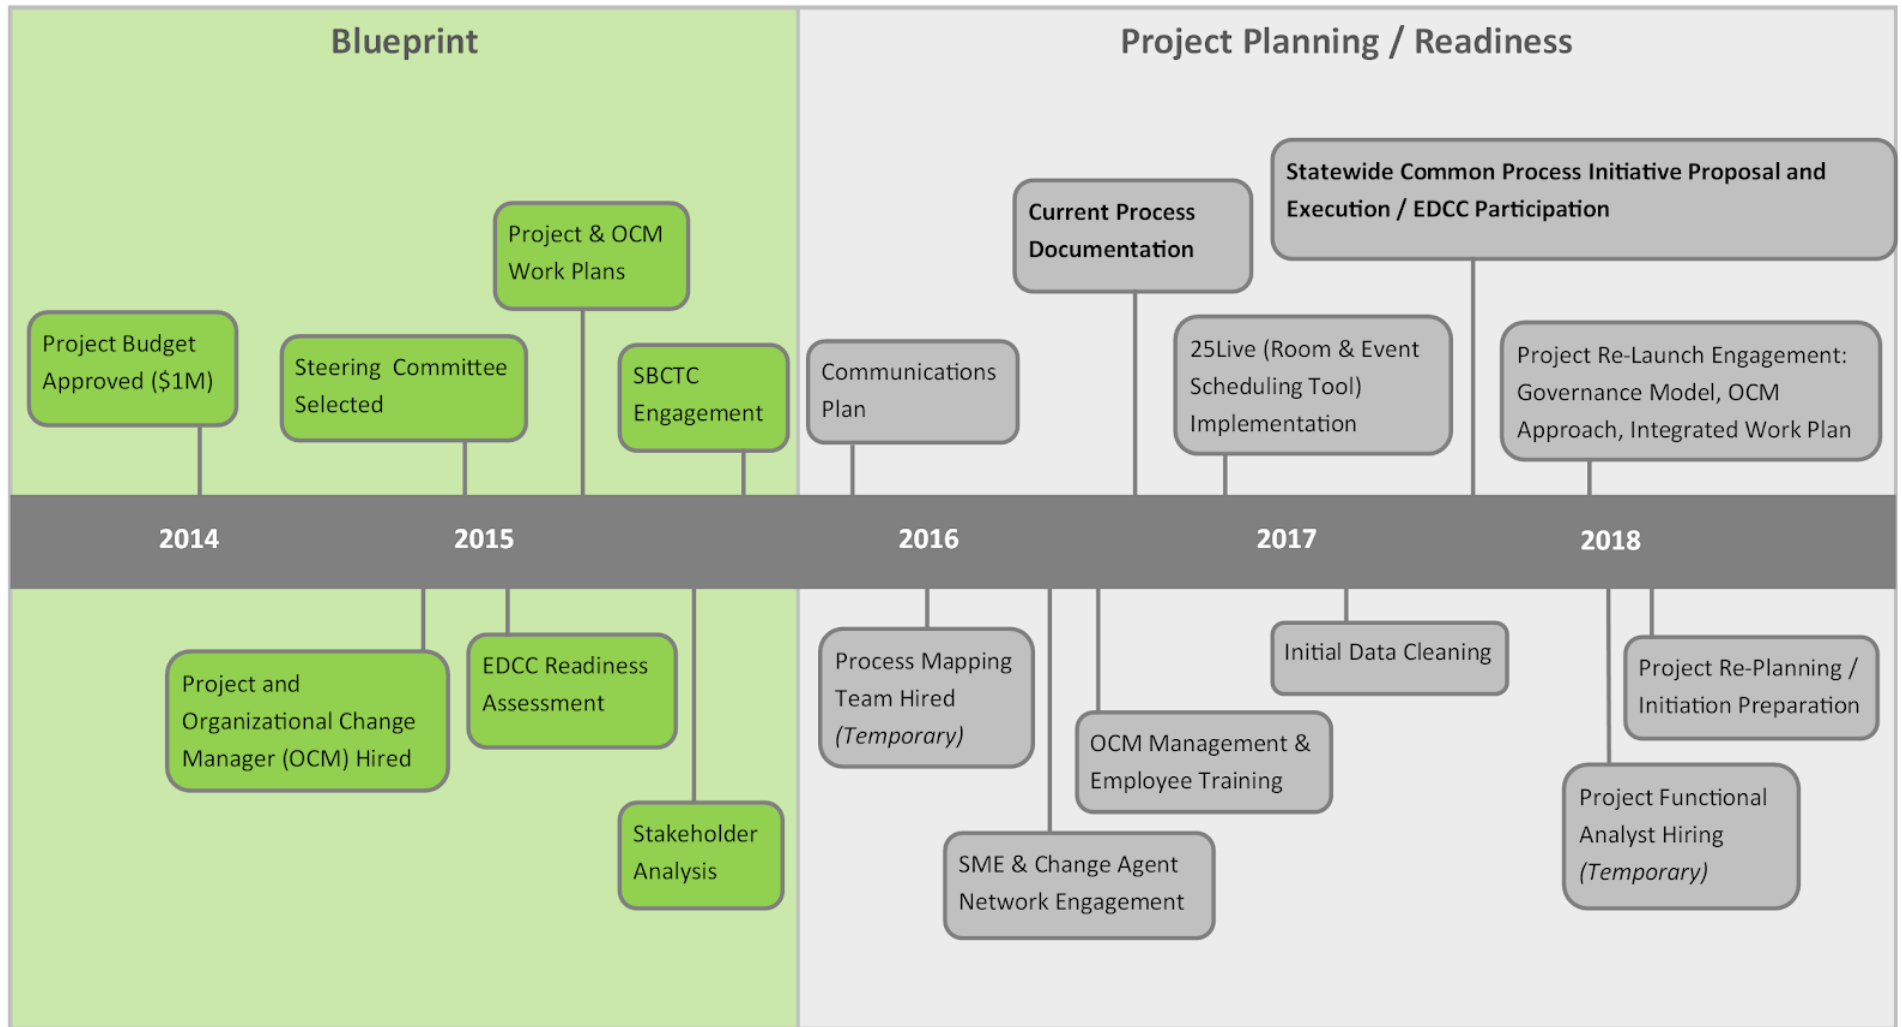 Blueprint
Project Planning / Readiness
Project Budget
Approved ($1M)
Steering  Committee
Selected
Project & OCM
Work Plans
SBCTC
Engagement
Communications
Plan
Current Process
Documentation
25Live (Room & Event
Scheduling Tool)
Implementation
Statewide Common Process Initiative Proposal and
Execution / EDCC Participation
Project Re-Launch Engagement:
Governance Model, OCM
Approach, Integrated Work Plan
2014
2015
2016
2017
2018
Project and
Organizational Change
Manager (OCM) Hired
EDCC Readiness
Assessment
Stakeholder
Analysis
Process Mapping
Team Hired
(Temporary)
SME & Change Agent
Network Engagement
OCM Management &
Employee Training
Initial Data Cleaning
Project Functional
Analyst Hiring
(Temporary)
Project Re-Planning /
Initiation Preparation